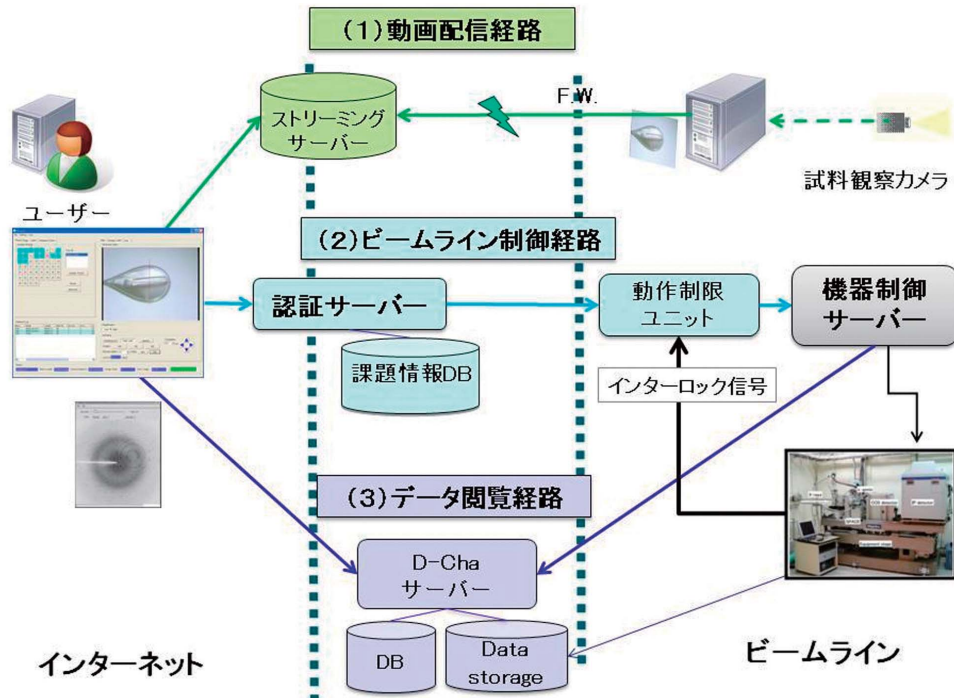 （１）動画配信経路
F.W.
ストリーミング
サーバー
試料観察カメラ
ユーザー
（２）ビームライン制御経路
認証サーバー
動作制限
ユニット
機器制御
サーバー
課題情報DB
インターロック信号
（３）データ閲覧経路
D-Cha
サーバー
DB
Data
storage
インターネット
ビームライン